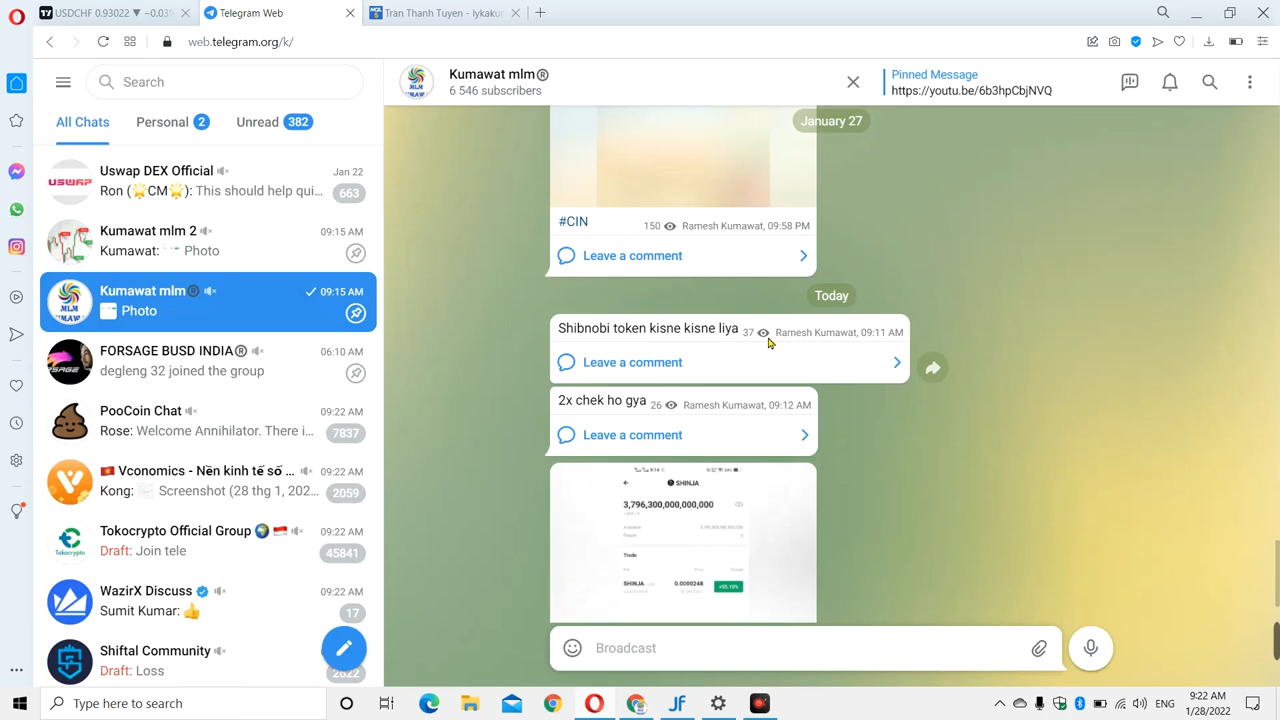 USDCHF 0.93022 ▼ −0.03%
Telegram Web
Tran Thanh Tuyen - Iykakum
web.telegram.org/k/
Search
All Chats
Personal 2
Unread 382
Uswap DEX Official
Jan 22
Ron (🌟CM🌟): This should help qui...
663
Kumawat mlm 2
09:15 AM
Kumawat: Photo
Kumawat mlm®
09:15 AM
Photo
FORSAGE BUSD INDIA®
06:10 AM
degleng 32 joined the group
PooCoin Chat
09:22 AM
Rose: Welcome Annihilator. There i...
7837
🇻🇳 Vconomics - Nền kinh tế số ...
09:22 AM
Kong: Screenshot (28 thg 1, 202...
2059
Tokocrypto Official Group 🌍 🇮🇩
09:22 AM
Draft: Join tele
45841
WazirX Discuss
09:22 AM
Sumit Kumar: 👍
17
Shiftal Community
09:22 AM
Draft: Loss
Kumawat mlm®
6 546 subscribers
Pinned Message
https://youtu.be/6b3hpCbjNVQ
January 27
#CIN
150 Ramesh Kumawat, 09:58 PM
Leave a comment
Today
Shibnobi token kisne kisne liya
37 Ramesh Kumawat, 09:11 AM
Leave a comment
2x chek ho gya
26 Ramesh Kumawat, 09:12 AM
Leave a comment
SHINJA
3,796,300,000,000,000
Available
Trade
SHINJA 0.0000248
Broadcast
Type here to search
ENG
9:22 AM
1/28/2022